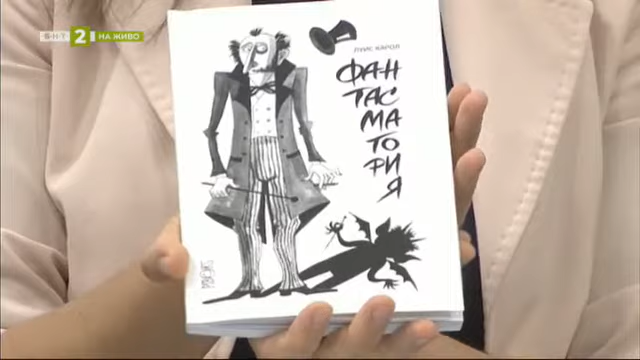 БНТ 2 НА ЖИВО
ЛУИС КАРОЛ
ФАН
ТАС
МА
ТО
РИ
Я